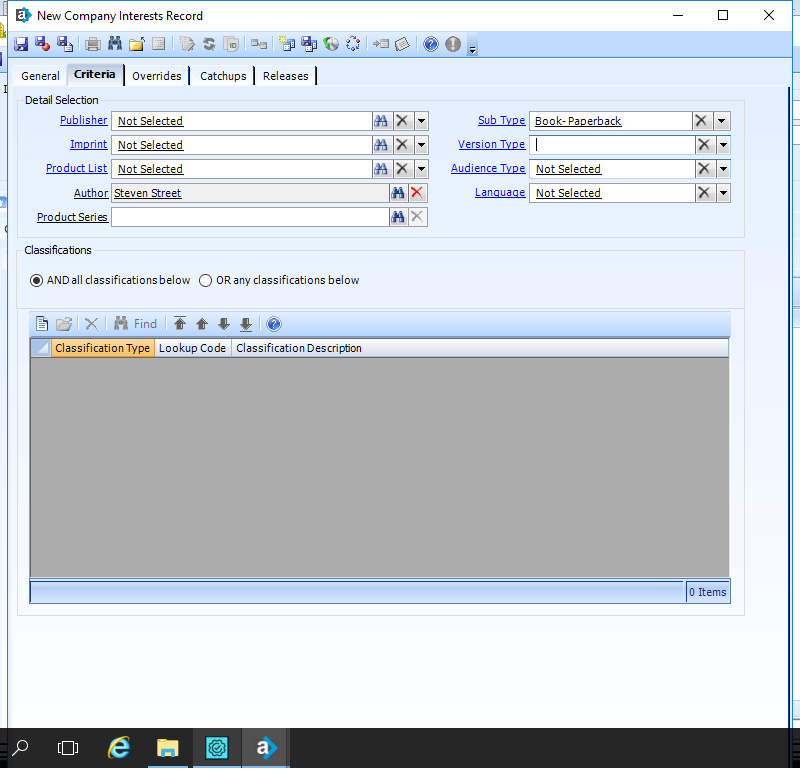 New Company Interests Record
General Criteria Overrides Catchups Releases
Detail Selection
Publisher Not Selected Sub Type Book- Paperback
Imprint Not Selected Version Type
Product List Not Selected Audience Type Not Selected
Author Steven Street Language Not Selected
Product Series
Classifications
AND all classifications below OR any classifications below
Find
Classification Type Lookup Code Classification Description
0 Items